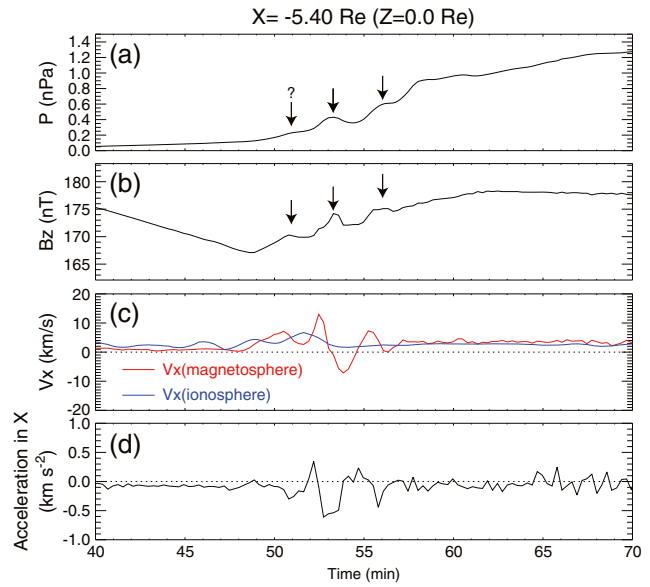 X= -5.40 Re (Z=0.0 Re)
(a)
P (nPa)
1.4
1.2
1.0
0.8
0.6
0.4
0.2
0.0
?
(b)
Bz (nT)
180
175
170
165
(c)
Vx (km/s)
20
10
0
-10
-20
Vx(magnetosphere)
Vx(ionosphere)
(d)
Acceleration in X
(km s-2)
1.0
0.5
0.0
-0.5
-1.0
40 45 50 55 60 65 70
Time (min)